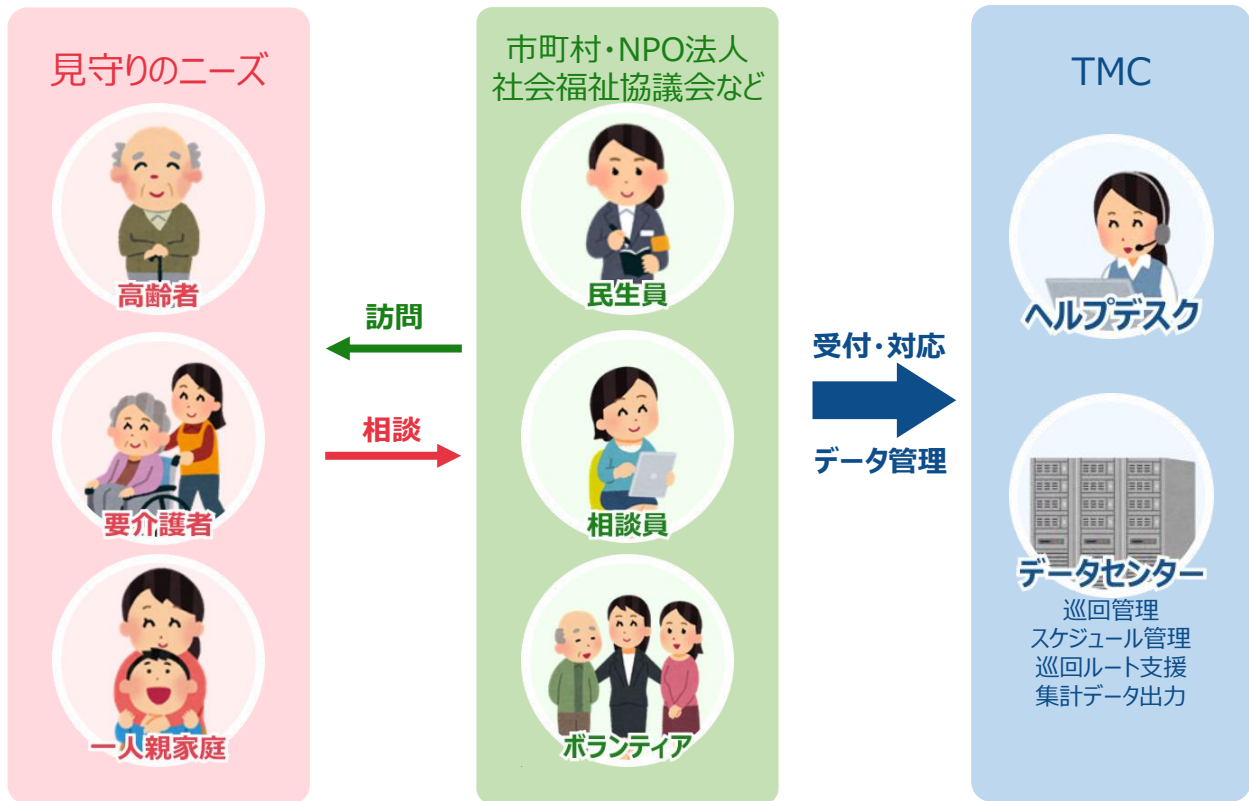 見守りのニーズ
高齢者
要介護者
一人親家庭
訪問
相談
市町村・NPO法人
社会福祉協議会など
民生員
相談員
ボランティア
受付・対応
データ管理
TMC
ヘルプデスク
データセンター
巡回管理
スケジュール管理
巡回ルート支援
集計データ出力